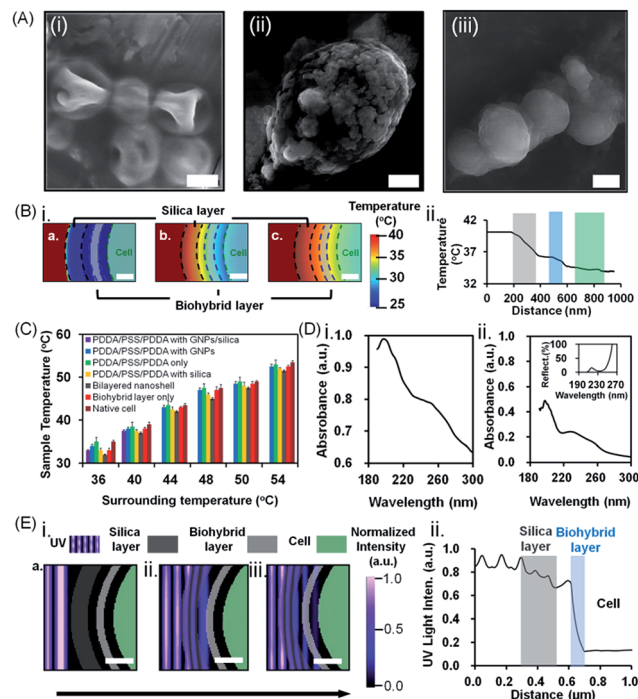 (A)
(i)
(ii)
(iii)
(B) i.
Silica layer
a.
b.
c.
Cell
Cell
Biohybrid layer
Temperature
(°C)
40
35
30
25
ii.
Temperature
(°C)
42
37
32
0 200 400 600 800 1000
Distance (nm)
(C)
Sample Temperature (°C)
60
50
40
30
PDDA/PSS/PDDA with GNPs/silica
PDDA/PSS/PDDA with GNPs
PDDA/PSS/PDDA only
PDDA/PSS/PDDA with silica
Bilayered nanoshell
Biohybrid layer only
Native cell
36 40 44 48 50 54
Surrounding temperature (°C)
(D) i.
Absorbance (a.u.)
1.0
0.9
0.8
0.7
0.6
180 220 260 300
Wavelength (nm)
ii.
Absorbance (a.u.)
1.0
0.8
0.6
0.4
0.2
0.0
180 220 260 300
Wavelength (nm)
Reflect.(%)
100
50
0
190 230 270
Wavelength (nm)
(E) i.
UV
Silica
layer
Biohybrid
layer
Cell
Normalized
Intensity
(a.u.)
a.
ii.
iii.
1.0
0.5
0.0
ii.
Silica
layer
Biohybrid
layer
Cell
UV Light Inten. (a.u.)
1.0
0.8
0.6
0.4
0.2
0.0
0.0 0.2 0.4 0.6 0.8 1.0
Distance (μm)